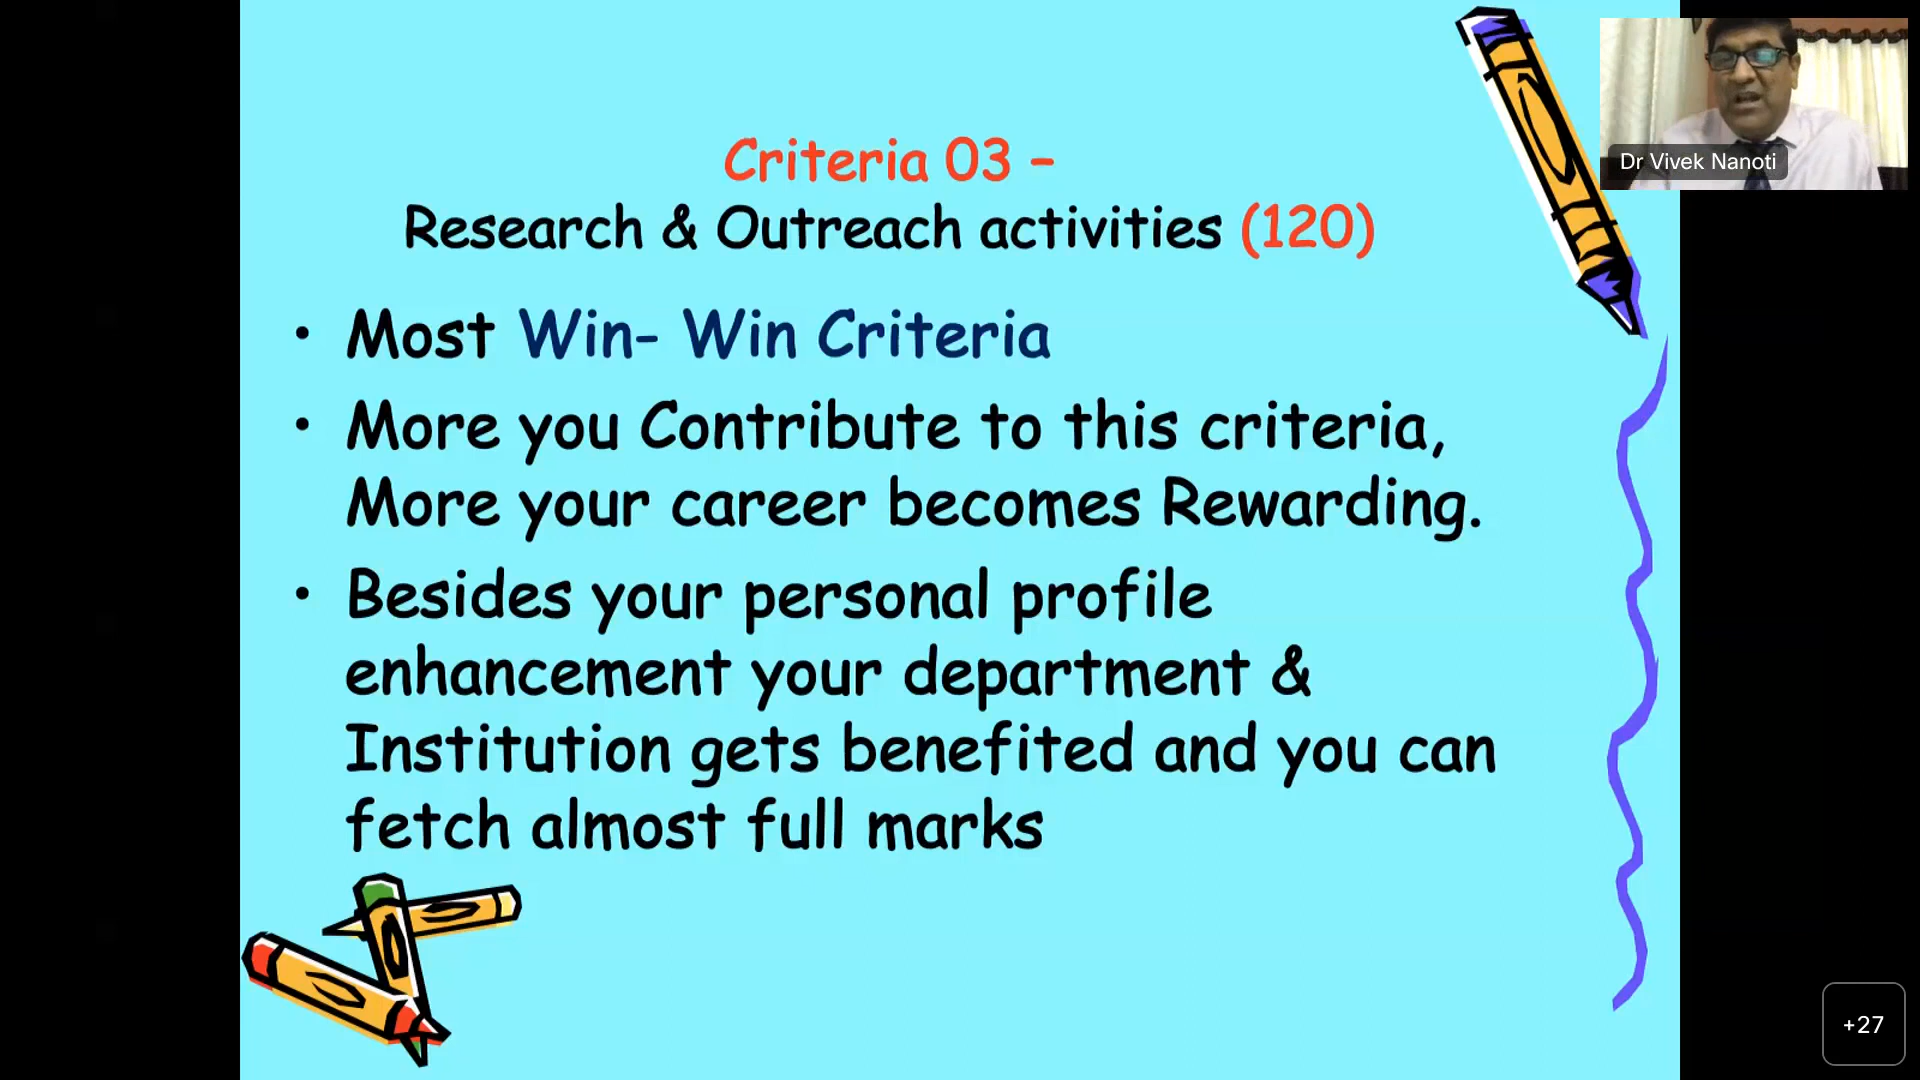 Criteria 03 –
Research & Outreach activities (120)
• Most Win- Win Criteria
• More you Contribute to this criteria,
More your career becomes Rewarding.
• Besides your personal profile
enhancement your department &
Institution gets benefited and you can
fetch almost full marks
Dr Vivek Nanoti
+27